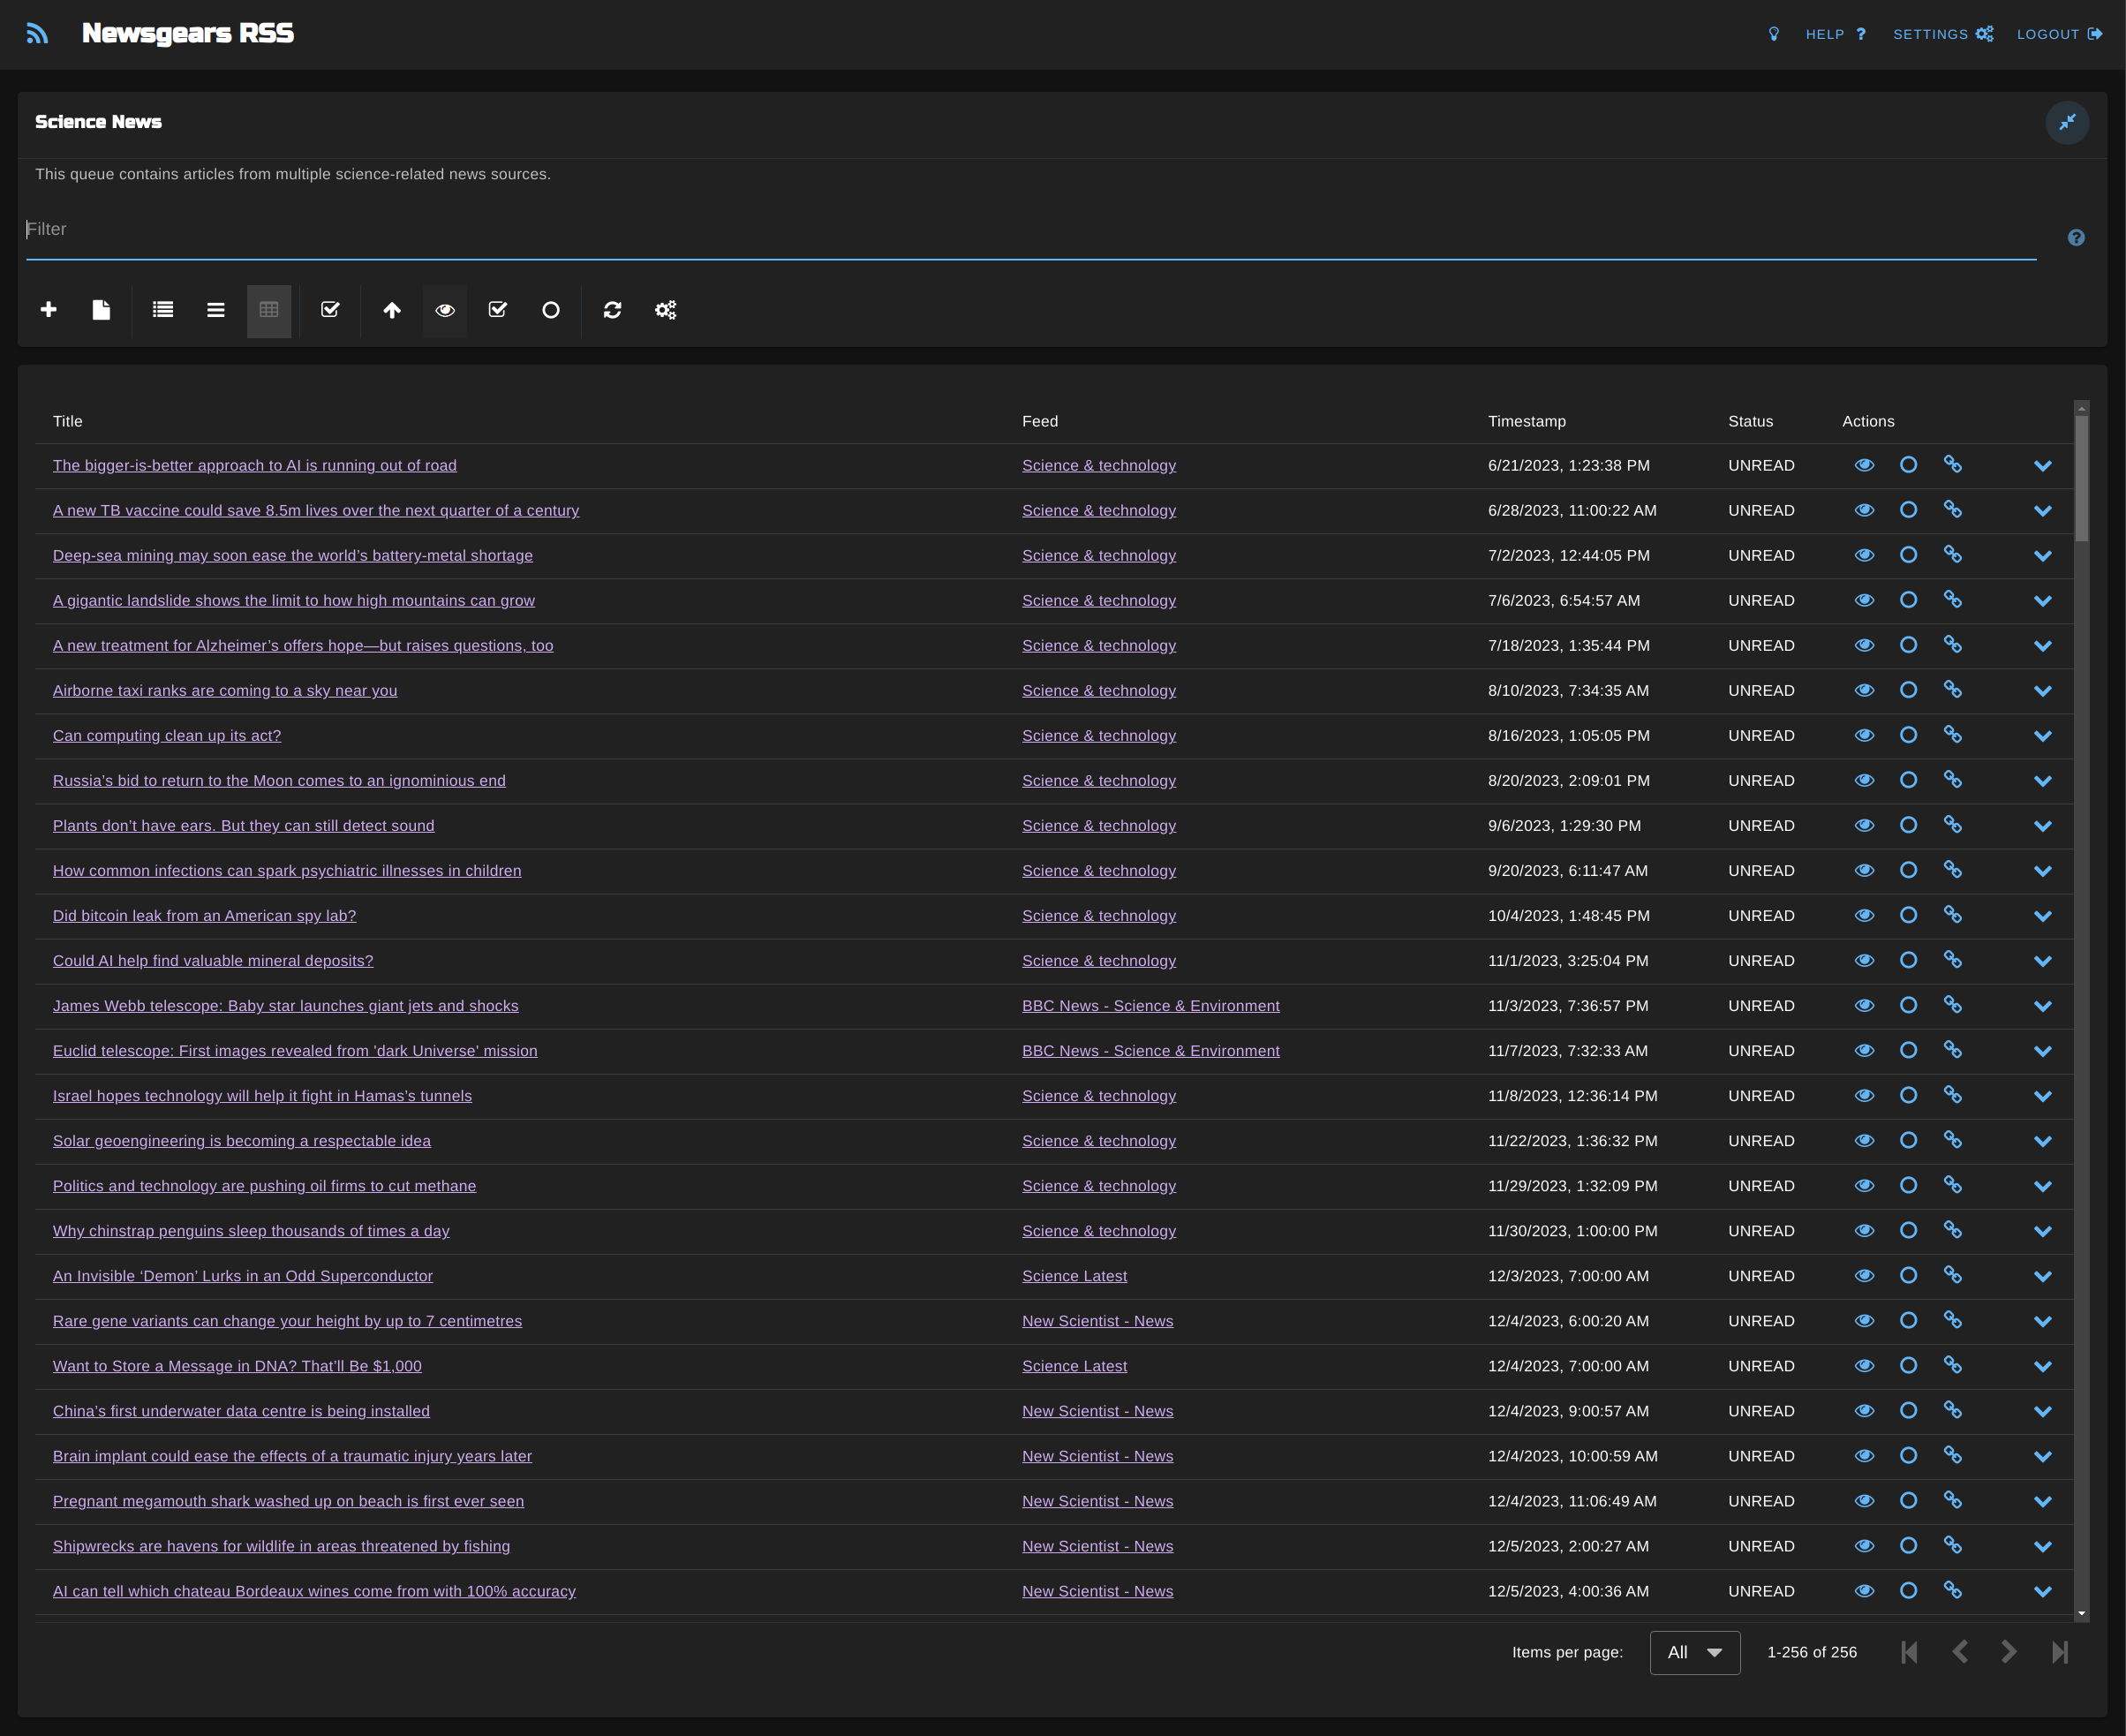 Newsgears RSS HELP ? SETTINGS LOGOUT
Science News
This queue contains articles from multiple science-related news sources.
Filter
Title Feed Timestamp Status Actions
The bigger-is-better approach to AI is running out of road Science & technology 6/21/2023, 1:23:38 PM UNREAD
A new TB vaccine could save 8.5m lives over the next quarter of a century Science & technology 6/28/2023, 11:00:22 AM UNREAD
Deep-sea mining may soon ease the world’s battery-metal shortage Science & technology 7/2/2023, 12:44:05 PM UNREAD
A gigantic landslide shows the limit to how high mountains can grow Science & technology 7/6/2023, 6:54:57 AM UNREAD
A new treatment for Alzheimer’s offers hope—but raises questions, too Science & technology 7/18/2023, 1:35:44 PM UNREAD
Airborne taxi ranks are coming to a sky near you Science & technology 8/10/2023, 7:34:35 AM UNREAD
Can computing clean up its act? Science & technology 8/16/2023, 1:05:05 PM UNREAD
Russia’s bid to return to the Moon comes to an ignominious end Science & technology 8/20/2023, 2:09:01 PM UNREAD
Plants don’t have ears. But they can still detect sound Science & technology 9/6/2023, 1:29:30 PM UNREAD
How common infections can spark psychiatric illnesses in children Science & technology 9/20/2023, 6:11:47 AM UNREAD
Did bitcoin leak from an American spy lab? Science & technology 10/4/2023, 1:48:45 PM UNREAD
Could AI help find valuable mineral deposits? Science & technology 11/1/2023, 3:25:04 PM UNREAD
James Webb telescope: Baby star launches giant jets and shocks BBC News - Science & Environment 11/3/2023, 7:36:57 PM UNREAD
Euclid telescope: First images revealed from 'dark Universe' mission BBC News - Science & Environment 11/7/2023, 7:32:33 AM UNREAD
Israel hopes technology will help it fight in Hamas’s tunnels Science & technology 11/8/2023, 12:36:14 PM UNREAD
Solar geoengineering is becoming a respectable idea Science & technology 11/22/2023, 1:36:32 PM UNREAD
Politics and technology are pushing oil firms to cut methane Science & technology 11/29/2023, 1:32:09 PM UNREAD
Why chinstrap penguins sleep thousands of times a day Science & technology 11/30/2023, 1:00:00 PM UNREAD
An Invisible ‘Demon’ Lurks in an Odd Superconductor Science Latest 12/3/2023, 7:00:00 AM UNREAD
Rare gene variants can change your height by up to 7 centimetres New Scientist - News 12/4/2023, 6:00:20 AM UNREAD
Want to Store a Message in DNA? That’ll Be $1,000 Science Latest 12/4/2023, 7:00:00 AM UNREAD
China’s first underwater data centre is being installed New Scientist - News 12/4/2023, 9:00:57 AM UNREAD
Brain implant could ease the effects of a traumatic injury years later New Scientist - News 12/4/2023, 10:00:59 AM UNREAD
Pregnant megamouth shark washed up on beach is first ever seen New Scientist - News 12/4/2023, 11:06:49 AM UNREAD
Shipwrecks are havens for wildlife in areas threatened by fishing New Scientist - News 12/5/2023, 2:00:27 AM UNREAD
AI can tell which chateau Bordeaux wines come from with 100% accuracy New Scientist - News 12/5/2023, 4:00:36 AM UNREAD
Items per page: All 1-256 of 256